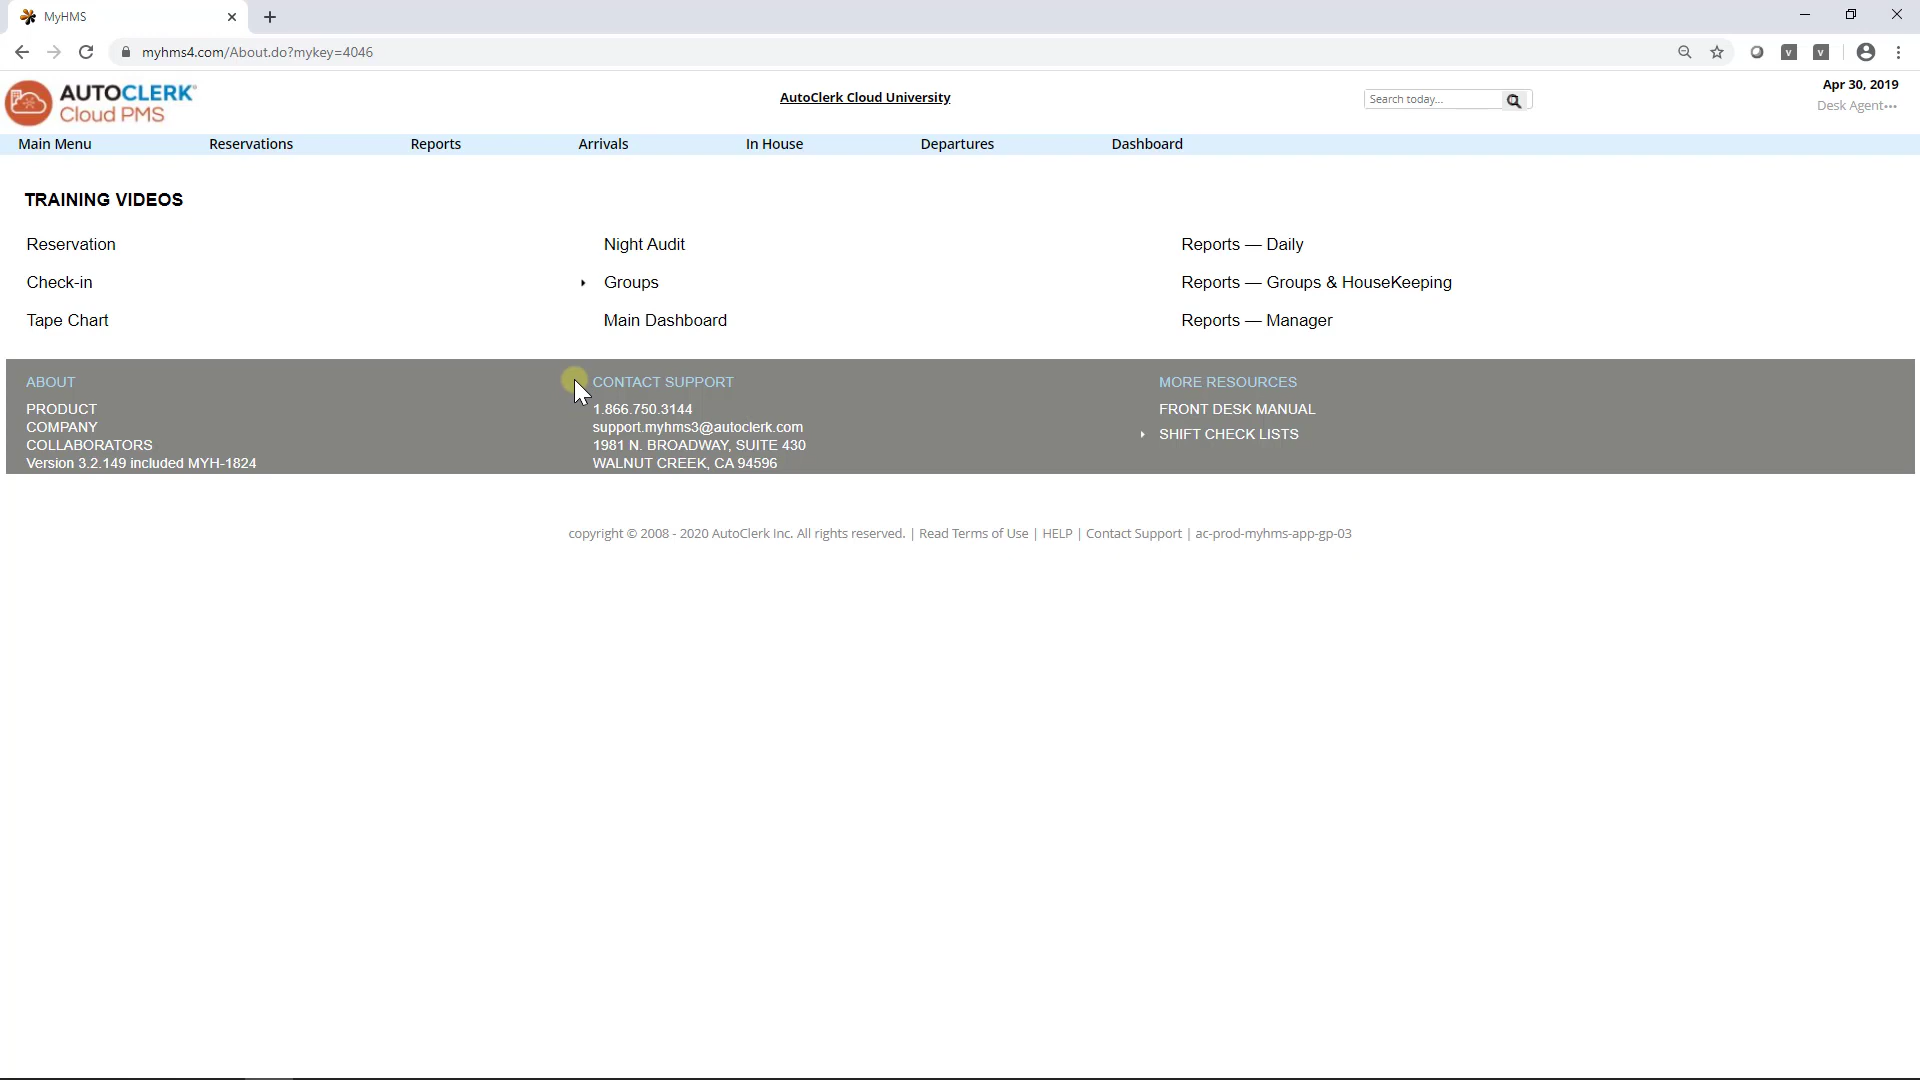 MyHMS
myhms4.com/About.do?mykey=4046
v v
AUTOCLERK®
Cloud PMS
AutoClerk Cloud University
Search today...
Apr 30, 2019
Desk Agent•••
Main Menu Reservations Reports Arrivals In House Departures Dashboard
TRAINING VIDEOS
Reservation Night Audit Reports — Daily
Check-in Groups Reports — Groups & HouseKeeping
Tape Chart Main Dashboard Reports — Manager
ABOUT
PRODUCT
COMPANY
COLLABORATORS
Version 3.2.149 included MYH-1824
CONTACT SUPPORT
1.866.750.3144
support.myhms3@autoclerk.com
1981 N. BROADWAY, SUITE 430
WALNUT CREEK, CA 94596
MORE RESOURCES
FRONT DESK MANUAL
SHIFT CHECK LISTS
copyright © 2008 - 2020 AutoClerk Inc. All rights reserved. | Read Terms of Use | HELP | Contact Support | ac-prod-myhms-app-gp-03